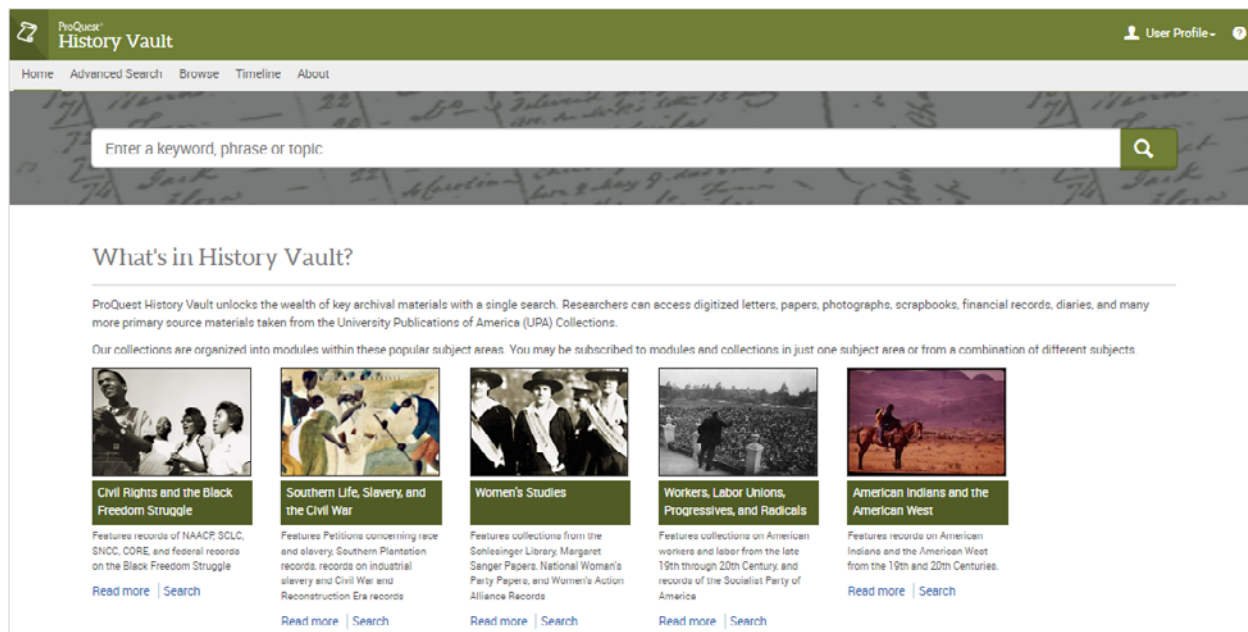 ProQuest®
History Vault
User Profile
Home Advanced Search Browse Timeline About
Enter a keyword, phrase or topic
What's in History Vault?
ProQuest History Vault unlocks the wealth of key archival materials with a single search. Researchers can access digitized letters, papers, photographs, scrapbooks, financial records, diaries, and many
more primary source materials taken from the University Publications of America (UPA) Collections.
Our collections are organized into modules within these popular subject areas. You may be subscribed to modules and collections in just one subject area or from a combination of different subjects.
Civil Rights and the Black
Freedom Struggle
Features records of NAACP, SCLC,
SNCC, CORE, and federal records
on the Black Freedom Struggle
Read more | Search
Southern Life, Slavery, and
the Civil War
Features Petitions concerning race
and slavery, Southern Plantation
records, records on industrial
slavery and Civil War and
Reconstruction Era records
Read more | Search
Women's Studies
Features collections from the
Schlesinger Library, Margaret
Sanger Papers, National Woman's
Party Papers, and Women's Action
Alliance Records
Read more | Search
Workers, Labor Unions,
Progressives, and Radicals
Features collections on American
workers and labor from the late
19th through 20th Century, and
records of the Socialist Party of
America
Read more | Search
American Indians and the
American West
Features records on American
Indians and the American West
from the 19th and 20th Centuries.
Read more | Search